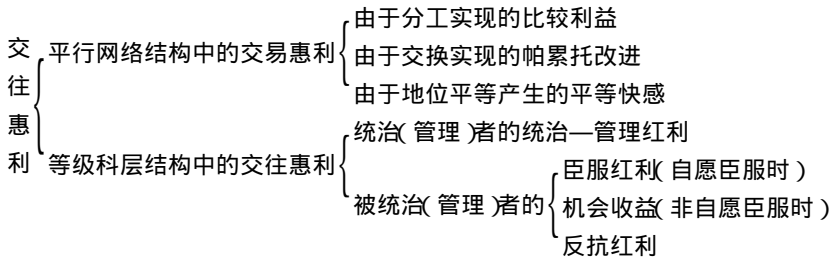 交往惠利
平行网络结构中的交易惠利
由于分工实现的比较利益
由于交换实现的帕累托改进
由于地位平等产生的平等快感
等级科层结构中的交往惠利
统治(管理)者的统治—管理红利
被统治(管理)者的
臣服红利(自愿臣服时)
机会收益(非自愿臣服时)
反抗红利